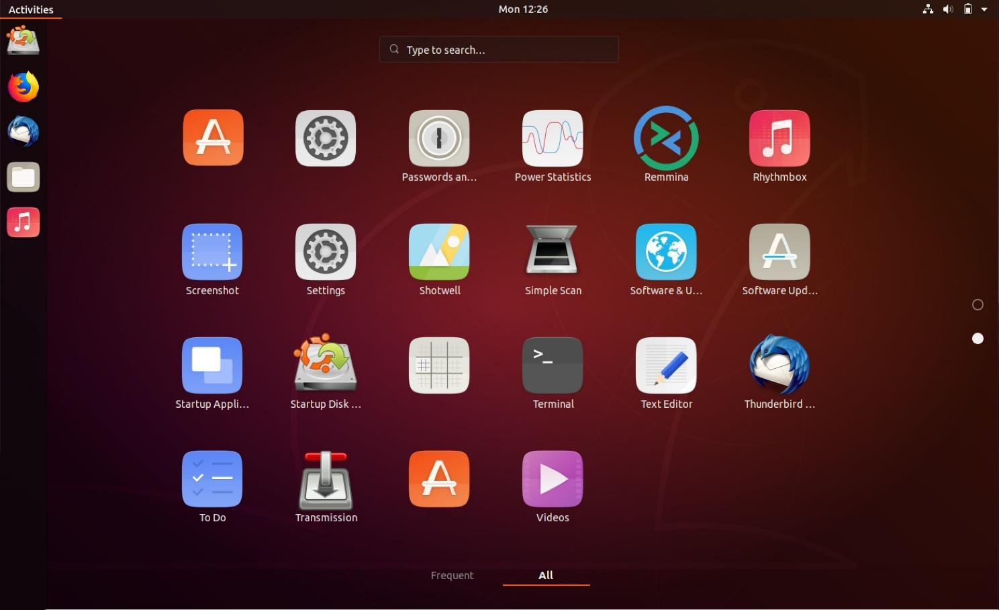 Activities
Mon 12:26
Type to search...
Passwords an...
Power Statistics
Remmina
Rhythmbox
Screenshot
Settings
Shotwell
Simple Scan
Software & U...
Software Upd...
Startup Appli...
Startup Disk ...
Terminal
Text Editor
Thunderbird ...
To Do
Transmission
Videos
Frequent
All